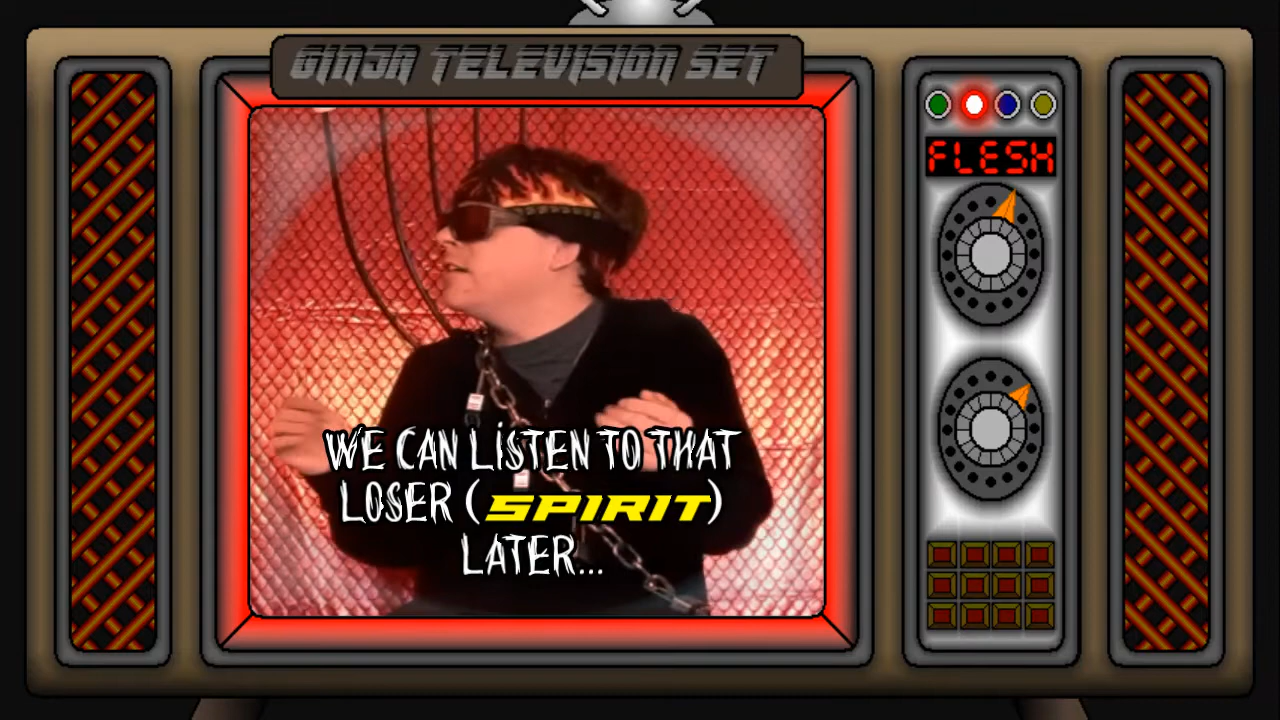 GINJA TELEVISION SET
FLESH
WE CAN LISTEN TO THAT
LOSER (SPIRIT)
LATER...